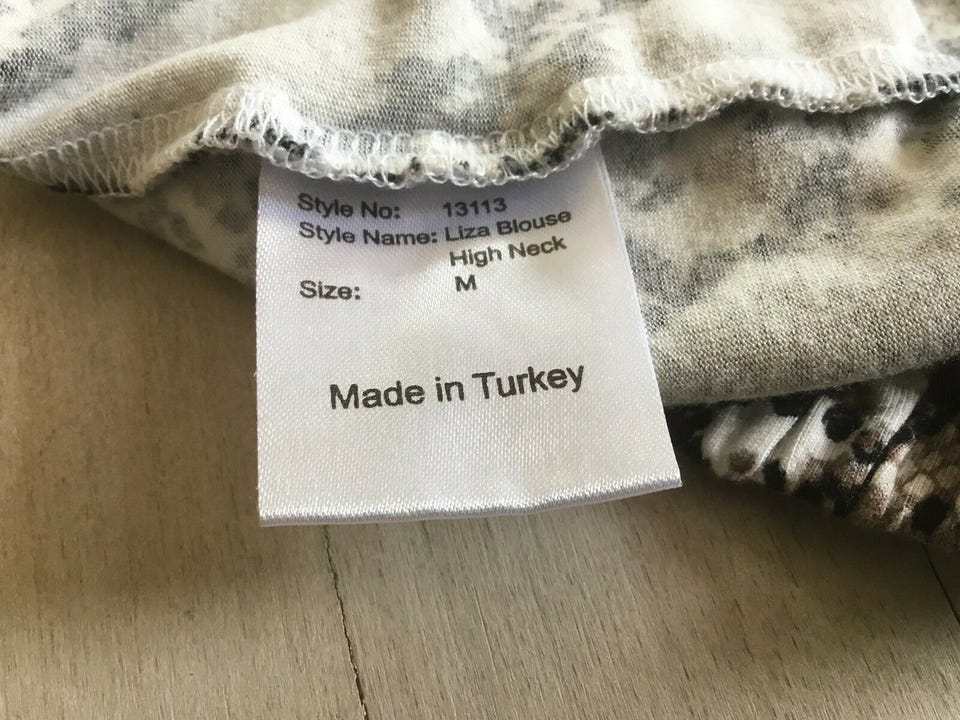 Style No: 13113
Style Name: Liza Blouse
High Neck
Size: M
Made in Turkey